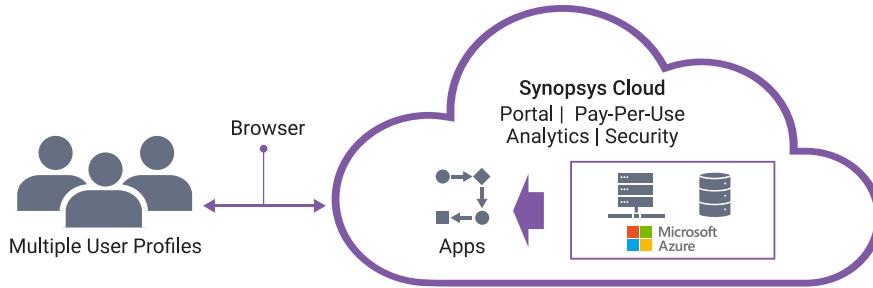 Synopsys Cloud
Portal | Pay-Per-Use
Analytics | Security
Browser
Multiple User Profiles
Apps
Microsoft
Azure